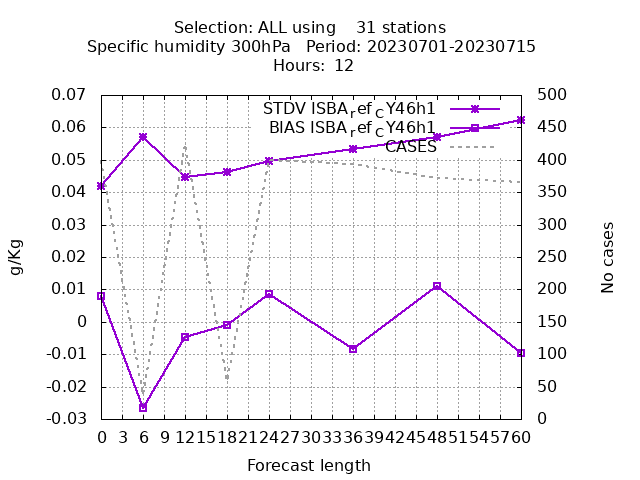 Selection: ALL using    31 stations
Specific humidity 300hPa   Period: 20230701-20230715
Hours:  12
STDV ISBA_ref_CY46h1
BIAS ISBA_ref_CY46h1
CASES
0.07
0.06
0.05
0.04
0.03
0.02
0.01
0
-0.01
-0.02
-0.03
g/Kg
500
450
400
350
300
250
200
150
100
50
0
No cases
0 3 6 9 12 15 18 21 24 27 30 33 36 39 42 45 48 51 54 57 60
Forecast length